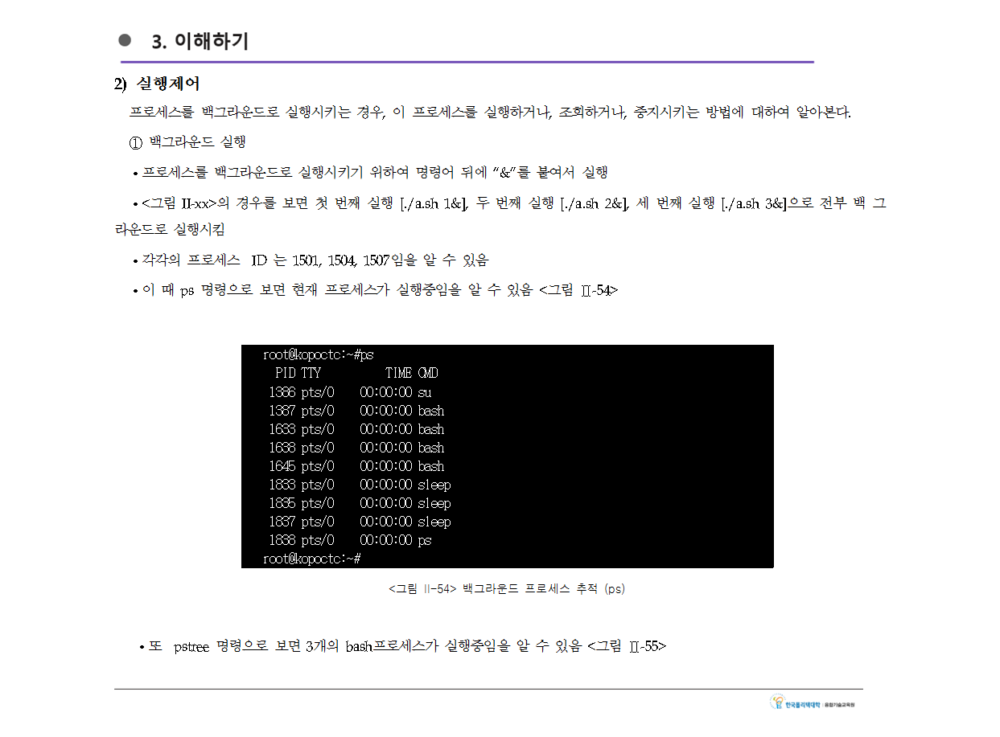 ● 3. 이해하기
2) 실행제어
프로세스를 백그라운드로 실행시키는 경우, 이 프로세스를 실행하거나, 조회하거나, 중지시키는 방법에 대하여 알아본다.
① 백그라운드 실행
• 프로세스를 백그라운드로 실행시키기 위하여 명령어 뒤에 “&”를 붙여서 실행
• <그림 II-xx>의 경우를 보면 첫 번째 실행 [./a.sh 1&], 두 번째 실행 [./a.sh 2&], 세 번째 실행 [./a.sh 3&]으로 전부 백 그
라운드로 실행시킴
• 각각의 프로세스 ID 는 1501, 1504, 1507임을 알 수 있음
• 이 때 ps 명령으로 보면 현재 프로세스가 실행중임을 알 수 있음 <그림 Ⅱ-54>
root@kopoctc:~#ps
PID TTY TIME CMD
1386 pts/0 00:00:00 su
1387 pts/0 00:00:00 bash
1633 pts/0 00:00:00 bash
1638 pts/0 00:00:00 bash
1645 pts/0 00:00:00 bash
1833 pts/0 00:00:00 sleep
1835 pts/0 00:00:00 sleep
1837 pts/0 00:00:00 sleep
1838 pts/0 00:00:00 ps
root@kopoctc:~#
<그림 Ⅱ-54> 백그라운드 프로세스 추적 (ps)
• 또 pstree 명령으로 보면 3개의 bash프로세스가 실행중임을 알 수 있음 <그림 Ⅱ-55>
한국폴리텍대학 | 융합기술교육원